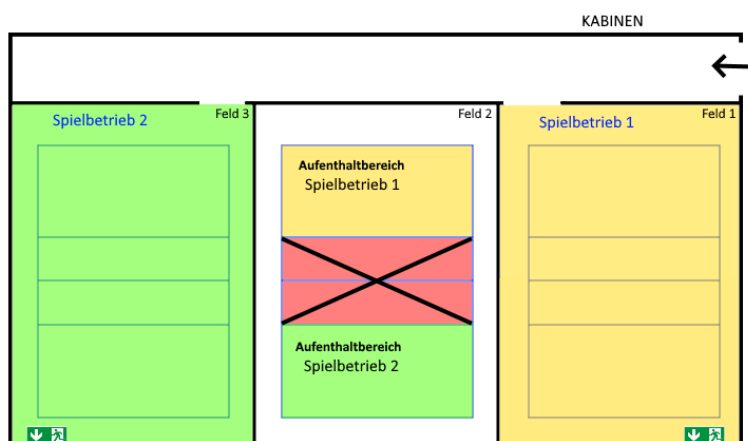 KABINEN
Spielbetrieb 2
Feld 3
Feld 2
Spielbetrieb 1
Feld 1
Aufenthaltbereich
Spielbetrieb 1
Aufenthaltbereich
Spielbetrieb 2